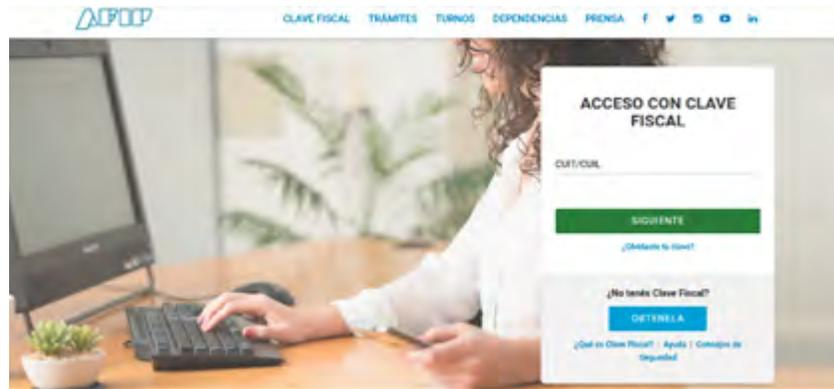 AFIP
CLAVE FISCAL TRÁMITES TURNOS DEPENDENCIAS PRENSA
ACCESO CON CLAVE
FISCAL
CUIT/CUIL
SIGUIENTE
¿Olvidaste tu clave?
¿No tenés Clave Fiscal?
OBTENELA
¿Qué es Clave Fiscal? | Ayuda | Consejos de
Seguridad